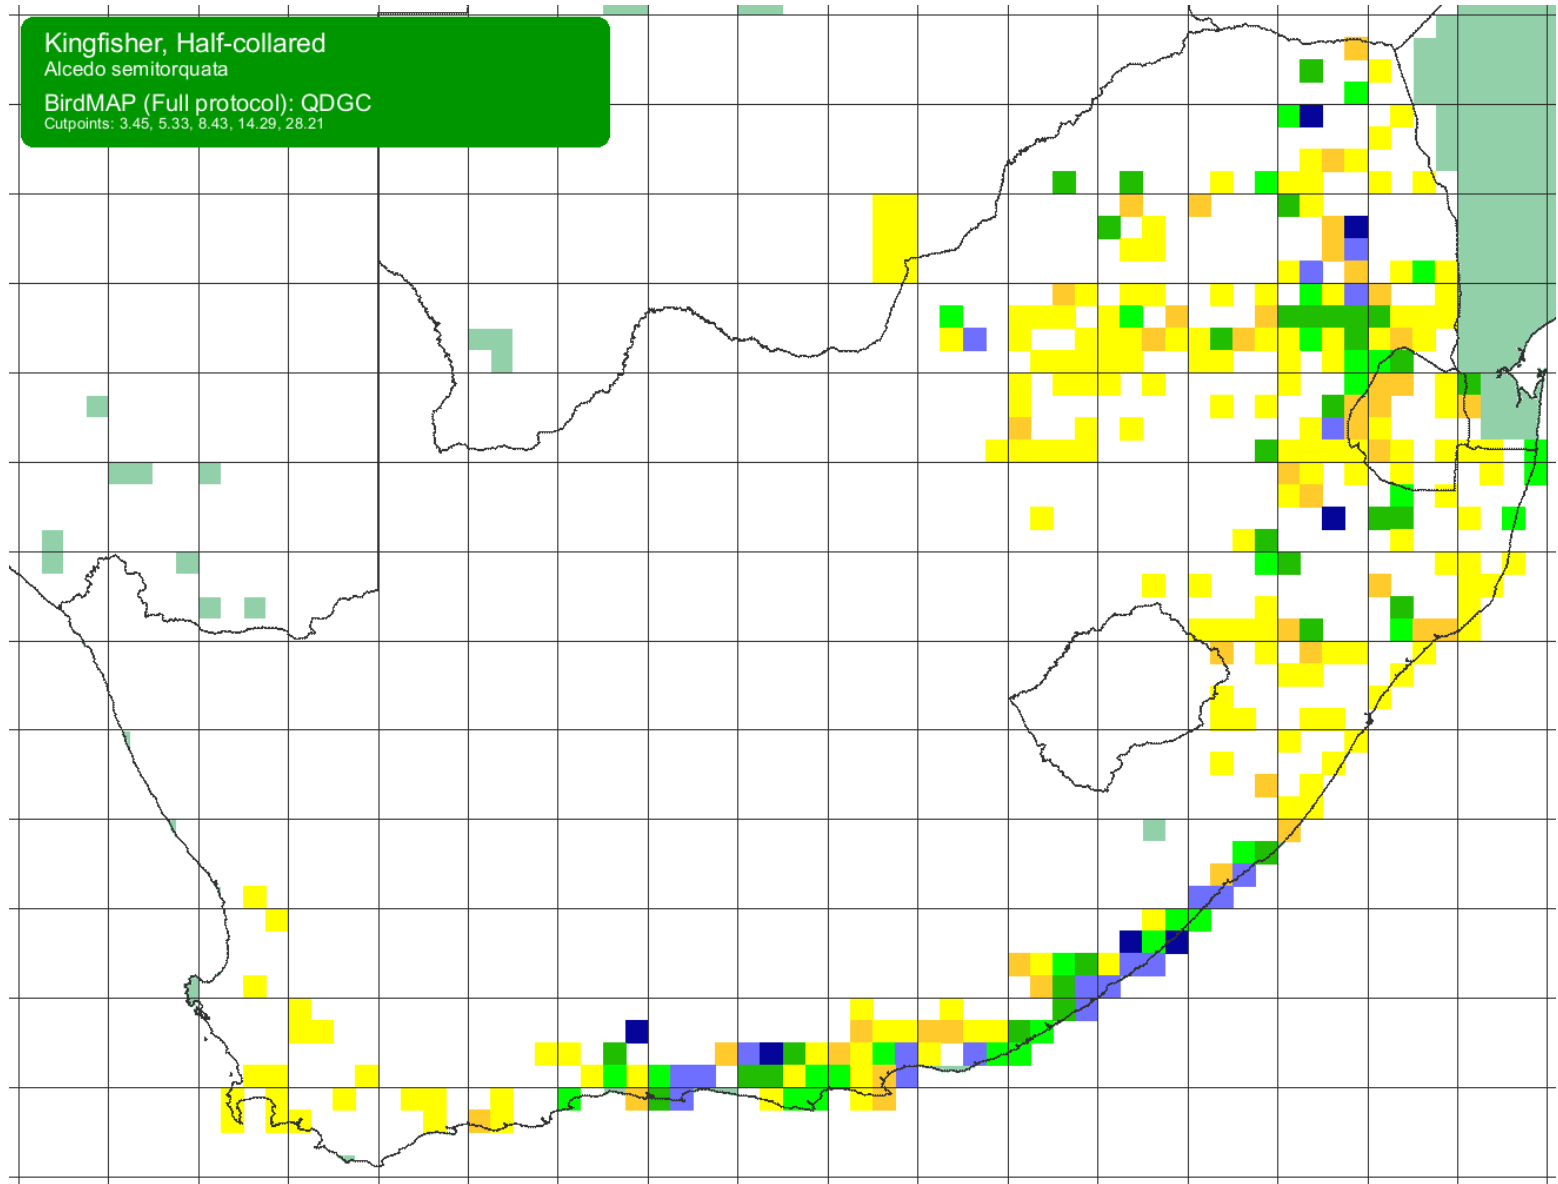 Kingfisher, Half-collared
Alcedo semitorquata
BirdMAP (Full protocol): QDGC
Cutpoints: 3.45, 5.33, 8.43, 14.29, 28.21